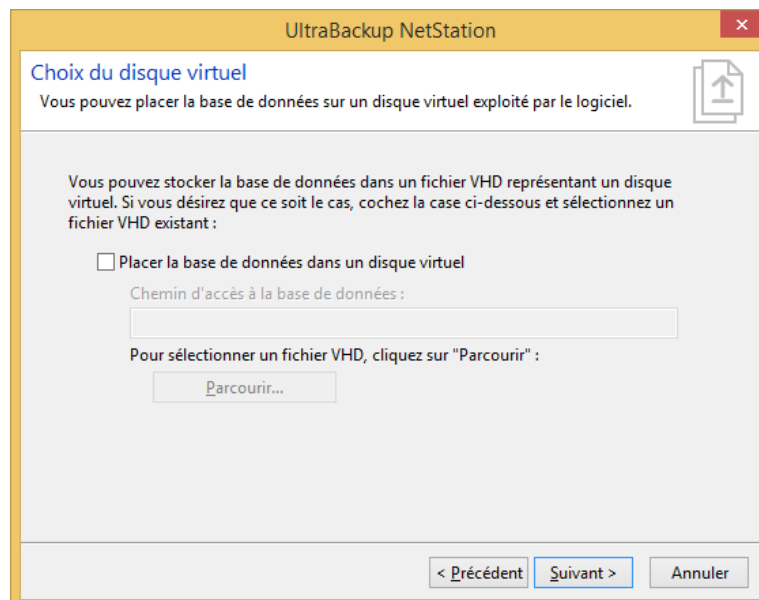 UltraBackup NetStation
Choix du disque virtuel
Vous pouvez placer la base de données sur un disque virtuel exploité par le logiciel.
Vous pouvez stocker la base de données dans un fichier VHD représentant un disque
virtuel. Si vous désirez que ce soit le cas, cochez la case ci-dessous et sélectionnez un
fichier VHD existant :
Placer la base de données dans un disque virtuel
Chemin d'accès à la base de données :
Pour sélectionner un fichier VHD, cliquez sur "Parcourir" :
Parcourir...
< Précédent
Suivant >
Annuler